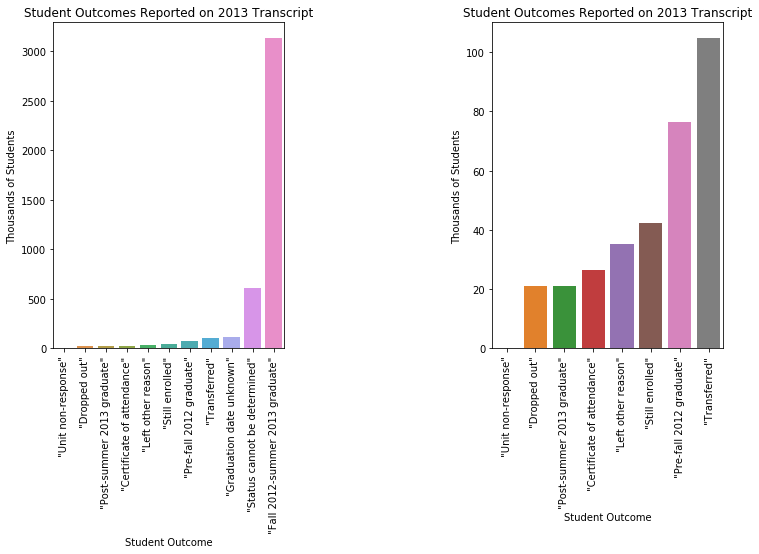 Student Outcomes Reported on 2013 Transcript
3000
2500
2000
1500
1000
500
0
Thousands of Students
"Unit non-response"
"Dropped out"
"Post-summer 2013 graduate"
"Certificate of attendance"
"Left other reason"
"Still enrolled"
"Pre-fall 2012 graduate"
"Transferred"
"Graduation date unknown"
"Status cannot be determined"
"Fall 2012-summer 2013 graduate"
Student Outcome
Student Outcomes Reported on 2013 Transcript
100
80
60
40
20
0
Thousands of Students
"Unit non-response"
"Dropped out"
"Post-summer 2013 graduate"
"Certificate of attendance"
"Left other reason"
"Still enrolled"
"Pre-fall 2012 graduate"
"Transferred"
Student Outcome